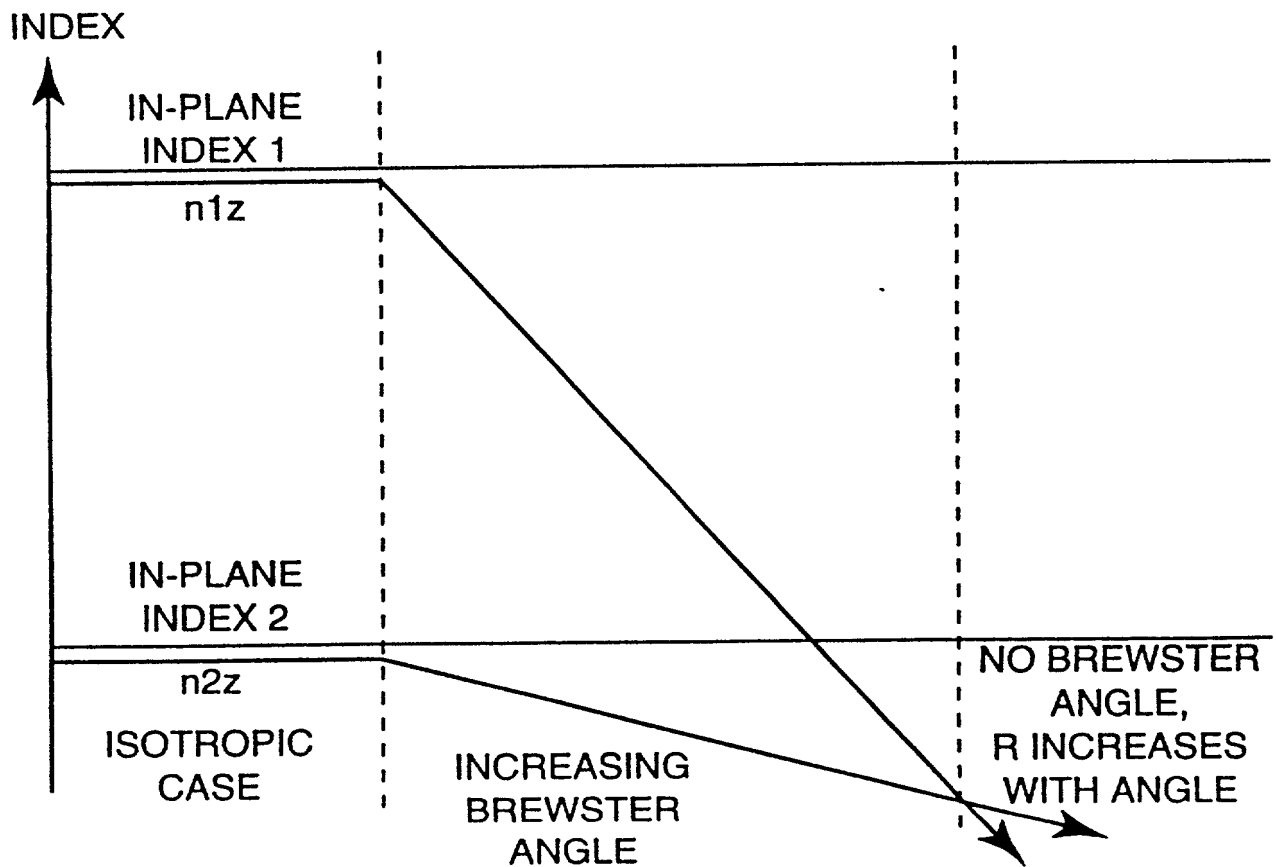 INDEX
IN-PLANE
INDEX 1
n1z
IN-PLANE
INDEX 2
n2z
ISOTROPIC
CASE
INCREASING
BREWSTER
ANGLE
NO BREWSTER
ANGLE,
R INCREASES
WITH ANGLE